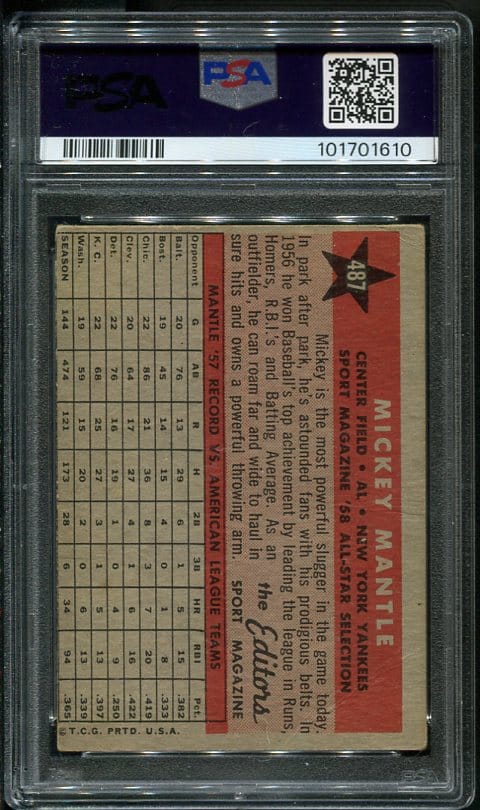 PSA
PSA
101701610
487
MICKEY MANTLE
CENTER FIELD • AL • NEW YORK YANKEES
SPORT MAGAZINE '58 ALL-STAR SELECTION
Mickey is the most powerful slugger in the game today.
In park after park, he's astounded fans with his prodigious belts. In
1956 he won Baseball's top achievement by leading the league in Runs,
Homers, R.B.I.'s and Batting Average. As an
outfielder, he can roam far and wide to haul in
sure hits and owns a powerful throwing arm.
the Editors
SPORT MAGAZINE
MANTLE '57 RECORD VS. AMERICAN LEAGUE TEAMS
Opponent G AB R H 2B 3B HR RBI Pct.
Balt. 20 76 13 29 6 1 5 15 .382
Bost. 19 45 14 15 4 0 1 8 .333
Chic. 22 86 21 36 8 3 7 20 .419
Clev. 20 64 17 27 4 1 6 16 .422
Det. 22 76 16 19 1 0 4 9 .250
K. C. 22 68 25 27 3 1 5 13 .397
Wash. 19 59 15 20 2 0 6 13 .339
SEASON 144 474 121 173 28 6 34 94 .365
© T.C.G. PRTD. U.S.A.